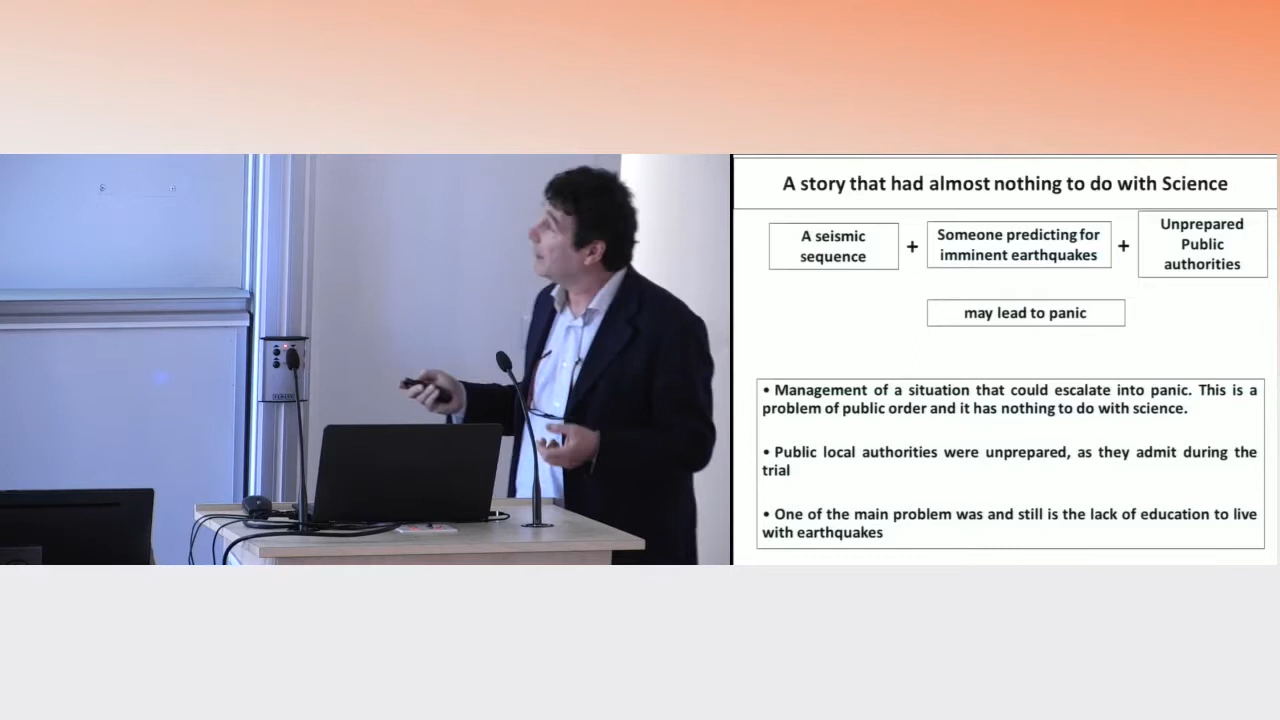 A story that had almost nothing to do with Science
A seismic
sequence
+
Someone predicting for
imminent earthquakes
+
Unprepared
Public
authorities
may lead to panic
• Management of a situation that could escalate into panic. This is a
problem of public order and it has nothing to do with science.
• Public local authorities were unprepared, as they admit during the
trial
• One of the main problem was and still is the lack of education to live
with earthquakes